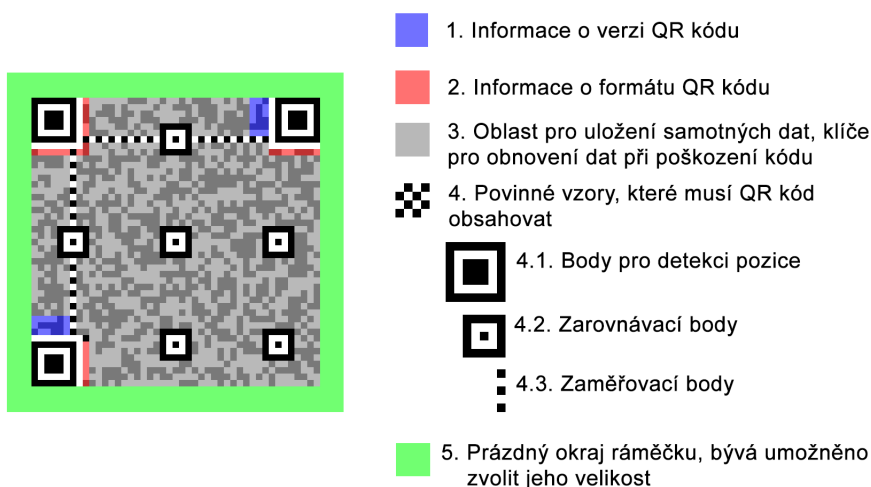 1. Informace o verzi QR kódu
2. Informace o formátu QR kódu
3. Oblast pro uložení samotných dat, klíče
pro obnovení dat při poškození kódu
4. Povinné vzory, které musí QR kód
obsahovat
4.1. Body pro detekci pozice
4.2. Zarovnávací body
4.3. Zaměřovací body
5. Prázdný okraj ráměčku, bývá umožněno
zvolit jeho velikost